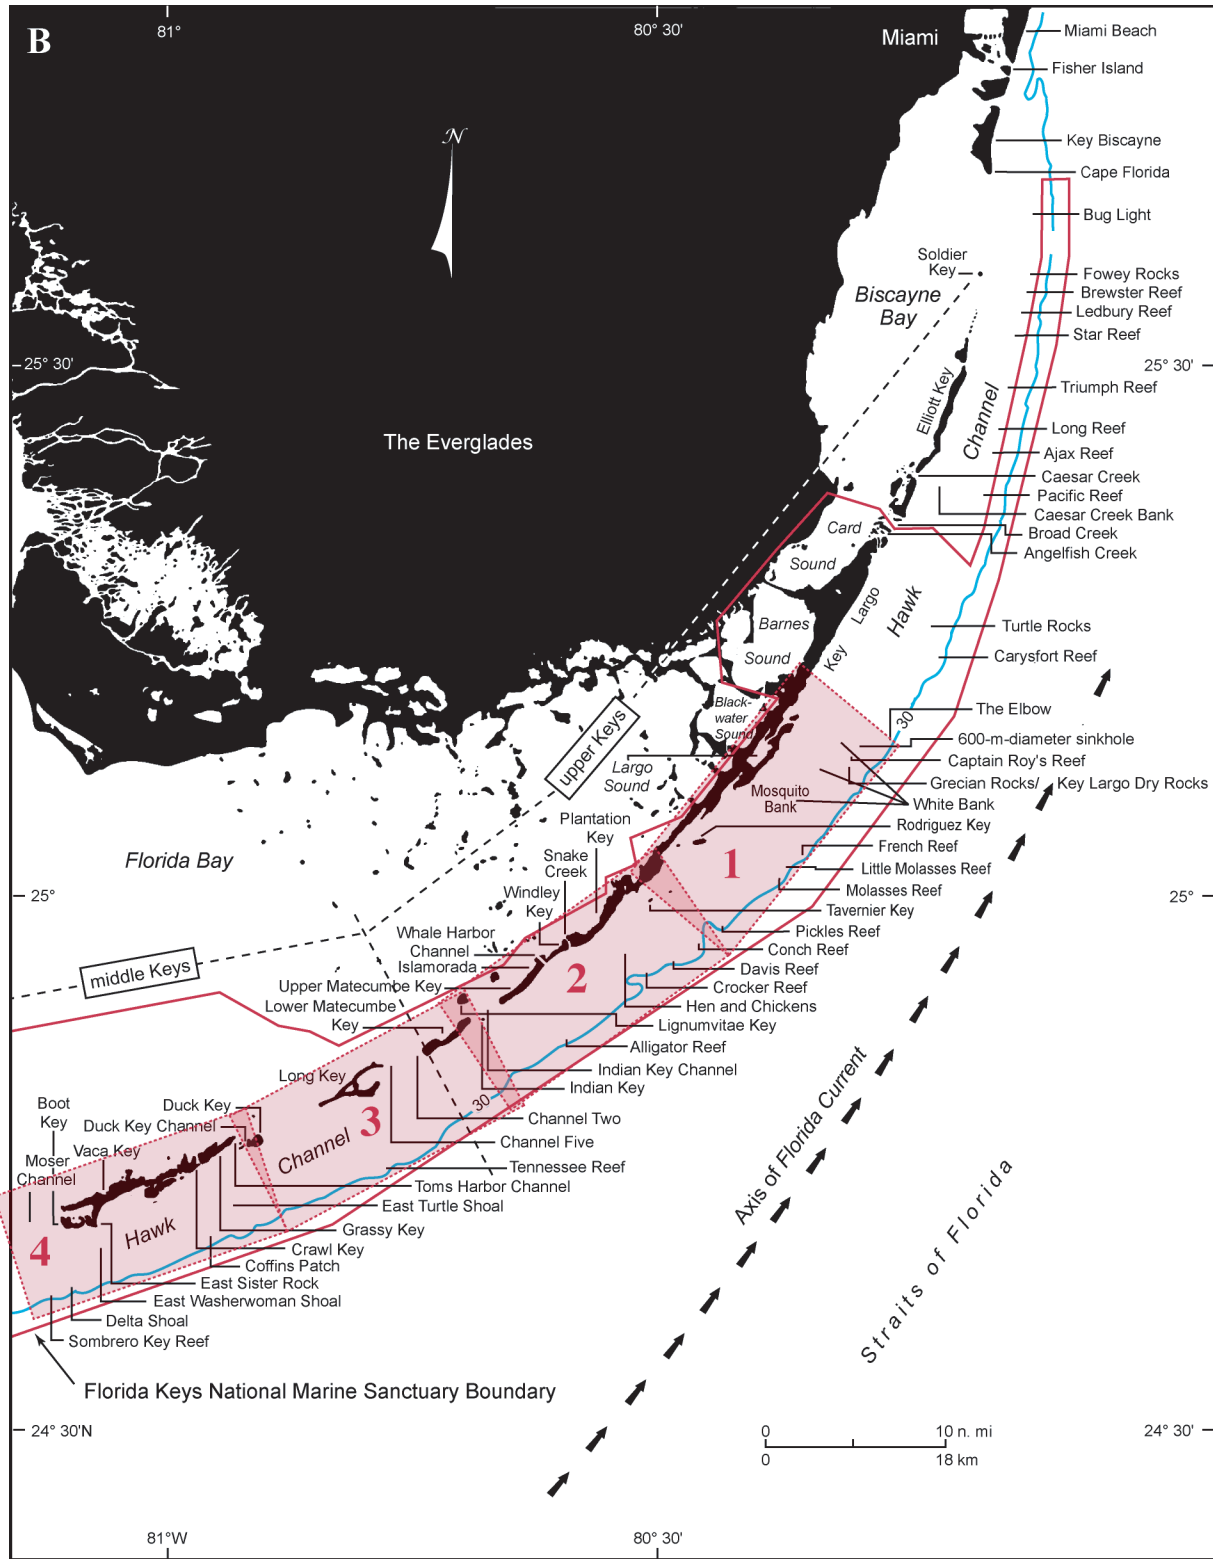 B
81°
80° 30'
Miami
Miami Beach
Fisher Island
N
Key Biscayne
Cape Florida
Bug Light
Soldier
Key
Biscayne
Bay
Fowey Rocks
Brewster Reef
Ledbury Reef
Star Reef
25° 30'
25° 30'
Triumph Reef
Elliott Key
Channel
Long Reef
The Everglades
Ajax Reef
Caesar Creek
Pacific Reef
Caesar Creek Bank
Card
Sound
Broad Creek
Angelfish Creek
Key Largo
Hawk
Barnes
Sound
Turtle Rocks
Carysfort Reef
Black-
water
Sound
upper Keys
30
The Elbow
600-m-diameter sinkhole
Captain Roy's Reef
Largo
Sound
Mosquito
Bank
Grecian Rocks/ Key Largo Dry Rocks
White Bank
Plantation
Key
Rodriguez Key
French Reef
Snake
Creek
Florida Bay
1
Little Molasses Reef
Molasses Reef
Windley
Key
25°
25°
Tavernier Key
Whale Harbor
Channel
Pickles Reef
Conch Reef
Islamorada
middle Keys
2
Davis Reef
Upper Matecumbe Key
Crocker Reef
Lower Matecumbe
Key
Hen and Chickens
Lignumvitae Key
Alligator Reef
Indian Key Channel
Long Key
Indian Key
Boot
Key
Duck Key
30
Duck Key Channel
3
Channel Two
Vaca Key
Channel
Channel Five
Moser
Channel
Tennessee Reef
Toms Harbor Channel
East Turtle Shoal
Hawk
Grassy Key
4
Crawl Key
Coffins Patch
East Sister Rock
East Washerwoman Shoal
Delta Shoal
Sombrero Key Reef
Axis of Florida Current
Straits of Florida
Florida Keys National Marine Sanctuary Boundary
24° 30'N
24° 30'
0
10 n. mi
0
18 km
81°W
80° 30'